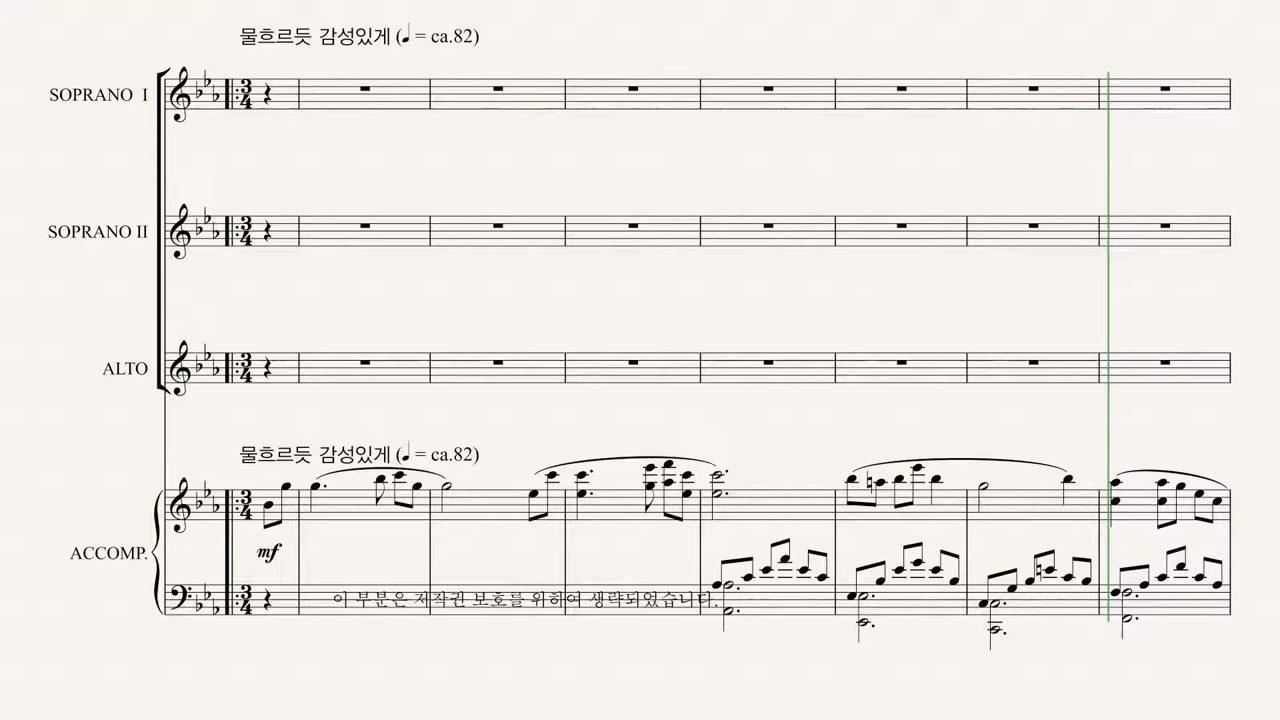 물흐르듯 감성있게 (♩ = ca.82)
SOPRANO I
SOPRANO II
ALTO
물흐르듯 감성있게 (♩ = ca.82)
ACCOMP.
mf
이 부분은 저작권 보호를 위하여 생략되었습니다.